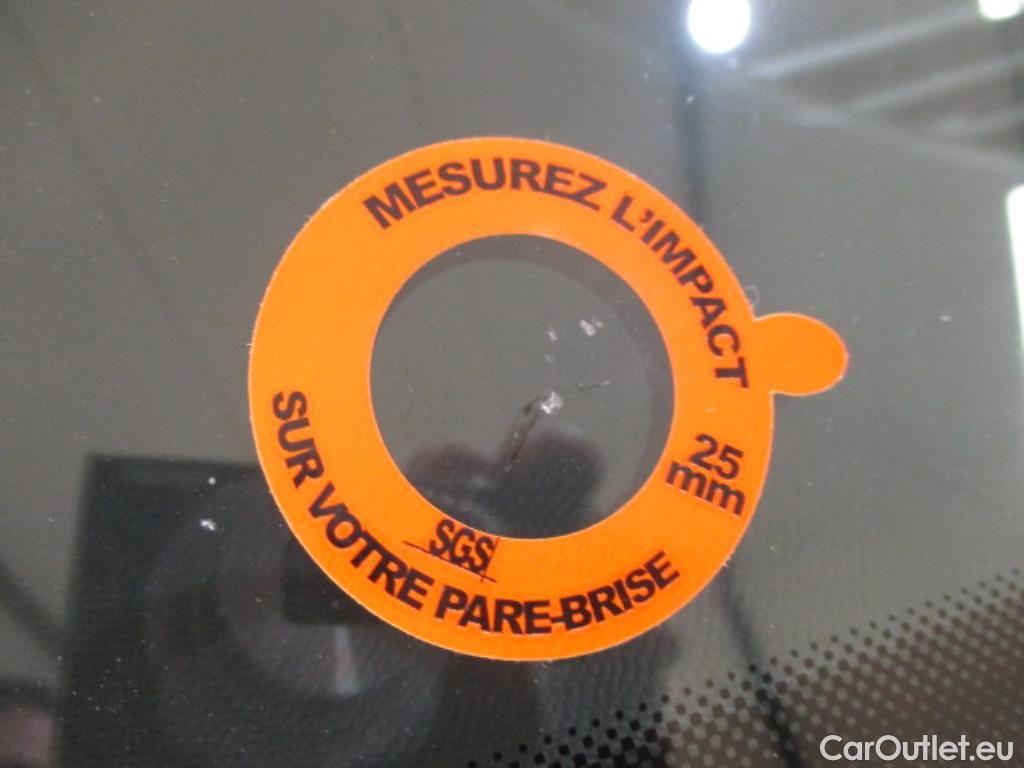 MESUREZ L'IMPACT
25
mm
SUR VOTRE PARE-BRISE
SGS
CarOutlet.eu